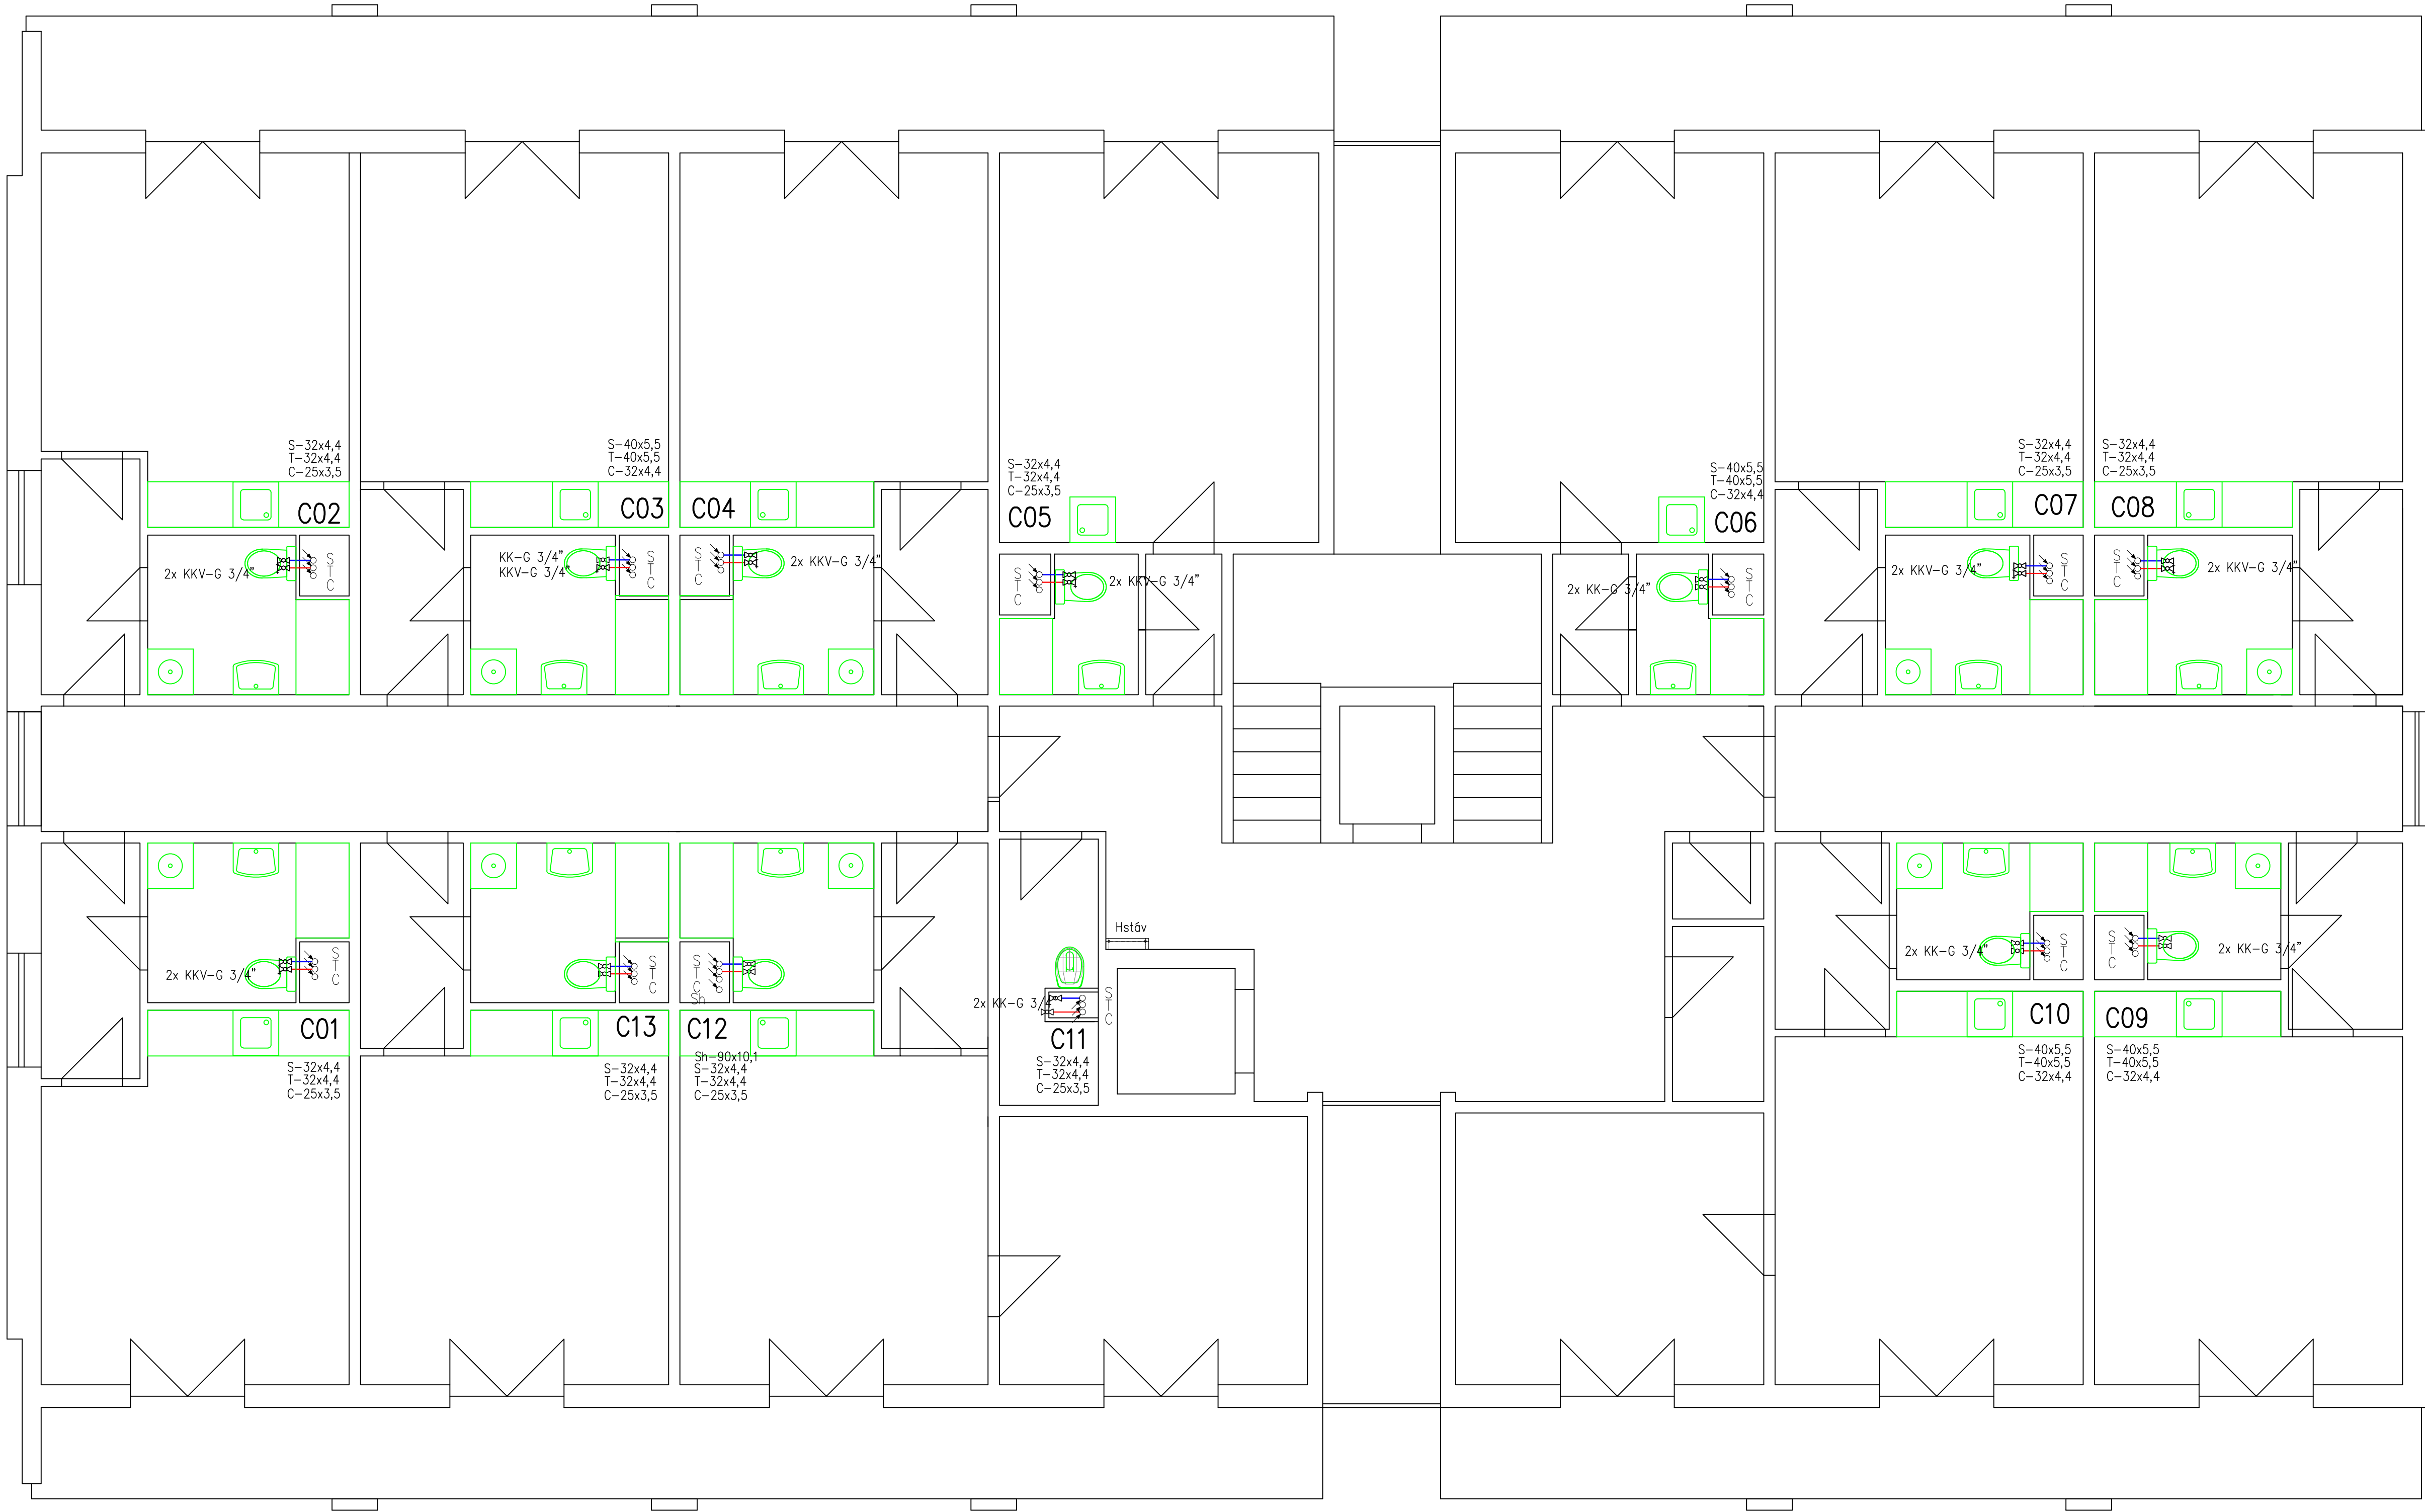 S-32x4,4
T-32x4,4
C-25x3,5
C02
S
T
C
2x KKV-G 3/4"
S-40x5,5
T-40x5,5
C-32x4,4
C03
KK-G 3/4"
KKV-G 3/4"
S
T
C
C04
S
T
C
2x KKV-G 3/4"
S-32x4,4
T-32x4,4
C-25x3,5
C05
S
T
C
2x KKV-G 3/4"
S-40x5,5
T-40x5,5
C-32x4,4
C06
2x KK-G 3/4"
S
T
C
S-32x4,4
T-32x4,4
C-25x3,5
C07
2x KKV-G 3/4"
S
T
C
S-32x4,4
T-32x4,4
C-25x3,5
C08
S
T
C
2x KKV-G 3/4"
2x KKV-G 3/4"
S
T
C
C01
S-32x4,4
T-32x4,4
C-25x3,5
S
T
C
C13
S-32x4,4
T-32x4,4
C-25x3,5
S
T
C
Sh
C12
Sh-90x10,1
S-32x4,4
T-32x4,4
C-25x3,5
Hstáv
2x KK-G 3/4"
S
T
C
C11
S-32x4,4
T-32x4,4
C-25x3,5
2x KK-G 3/4"
S
T
C
C10
S-40x5,5
T-40x5,5
C-32x4,4
S
T
C
2x KK-G 3/4"
C09
S-40x5,5
T-40x5,5
C-32x4,4